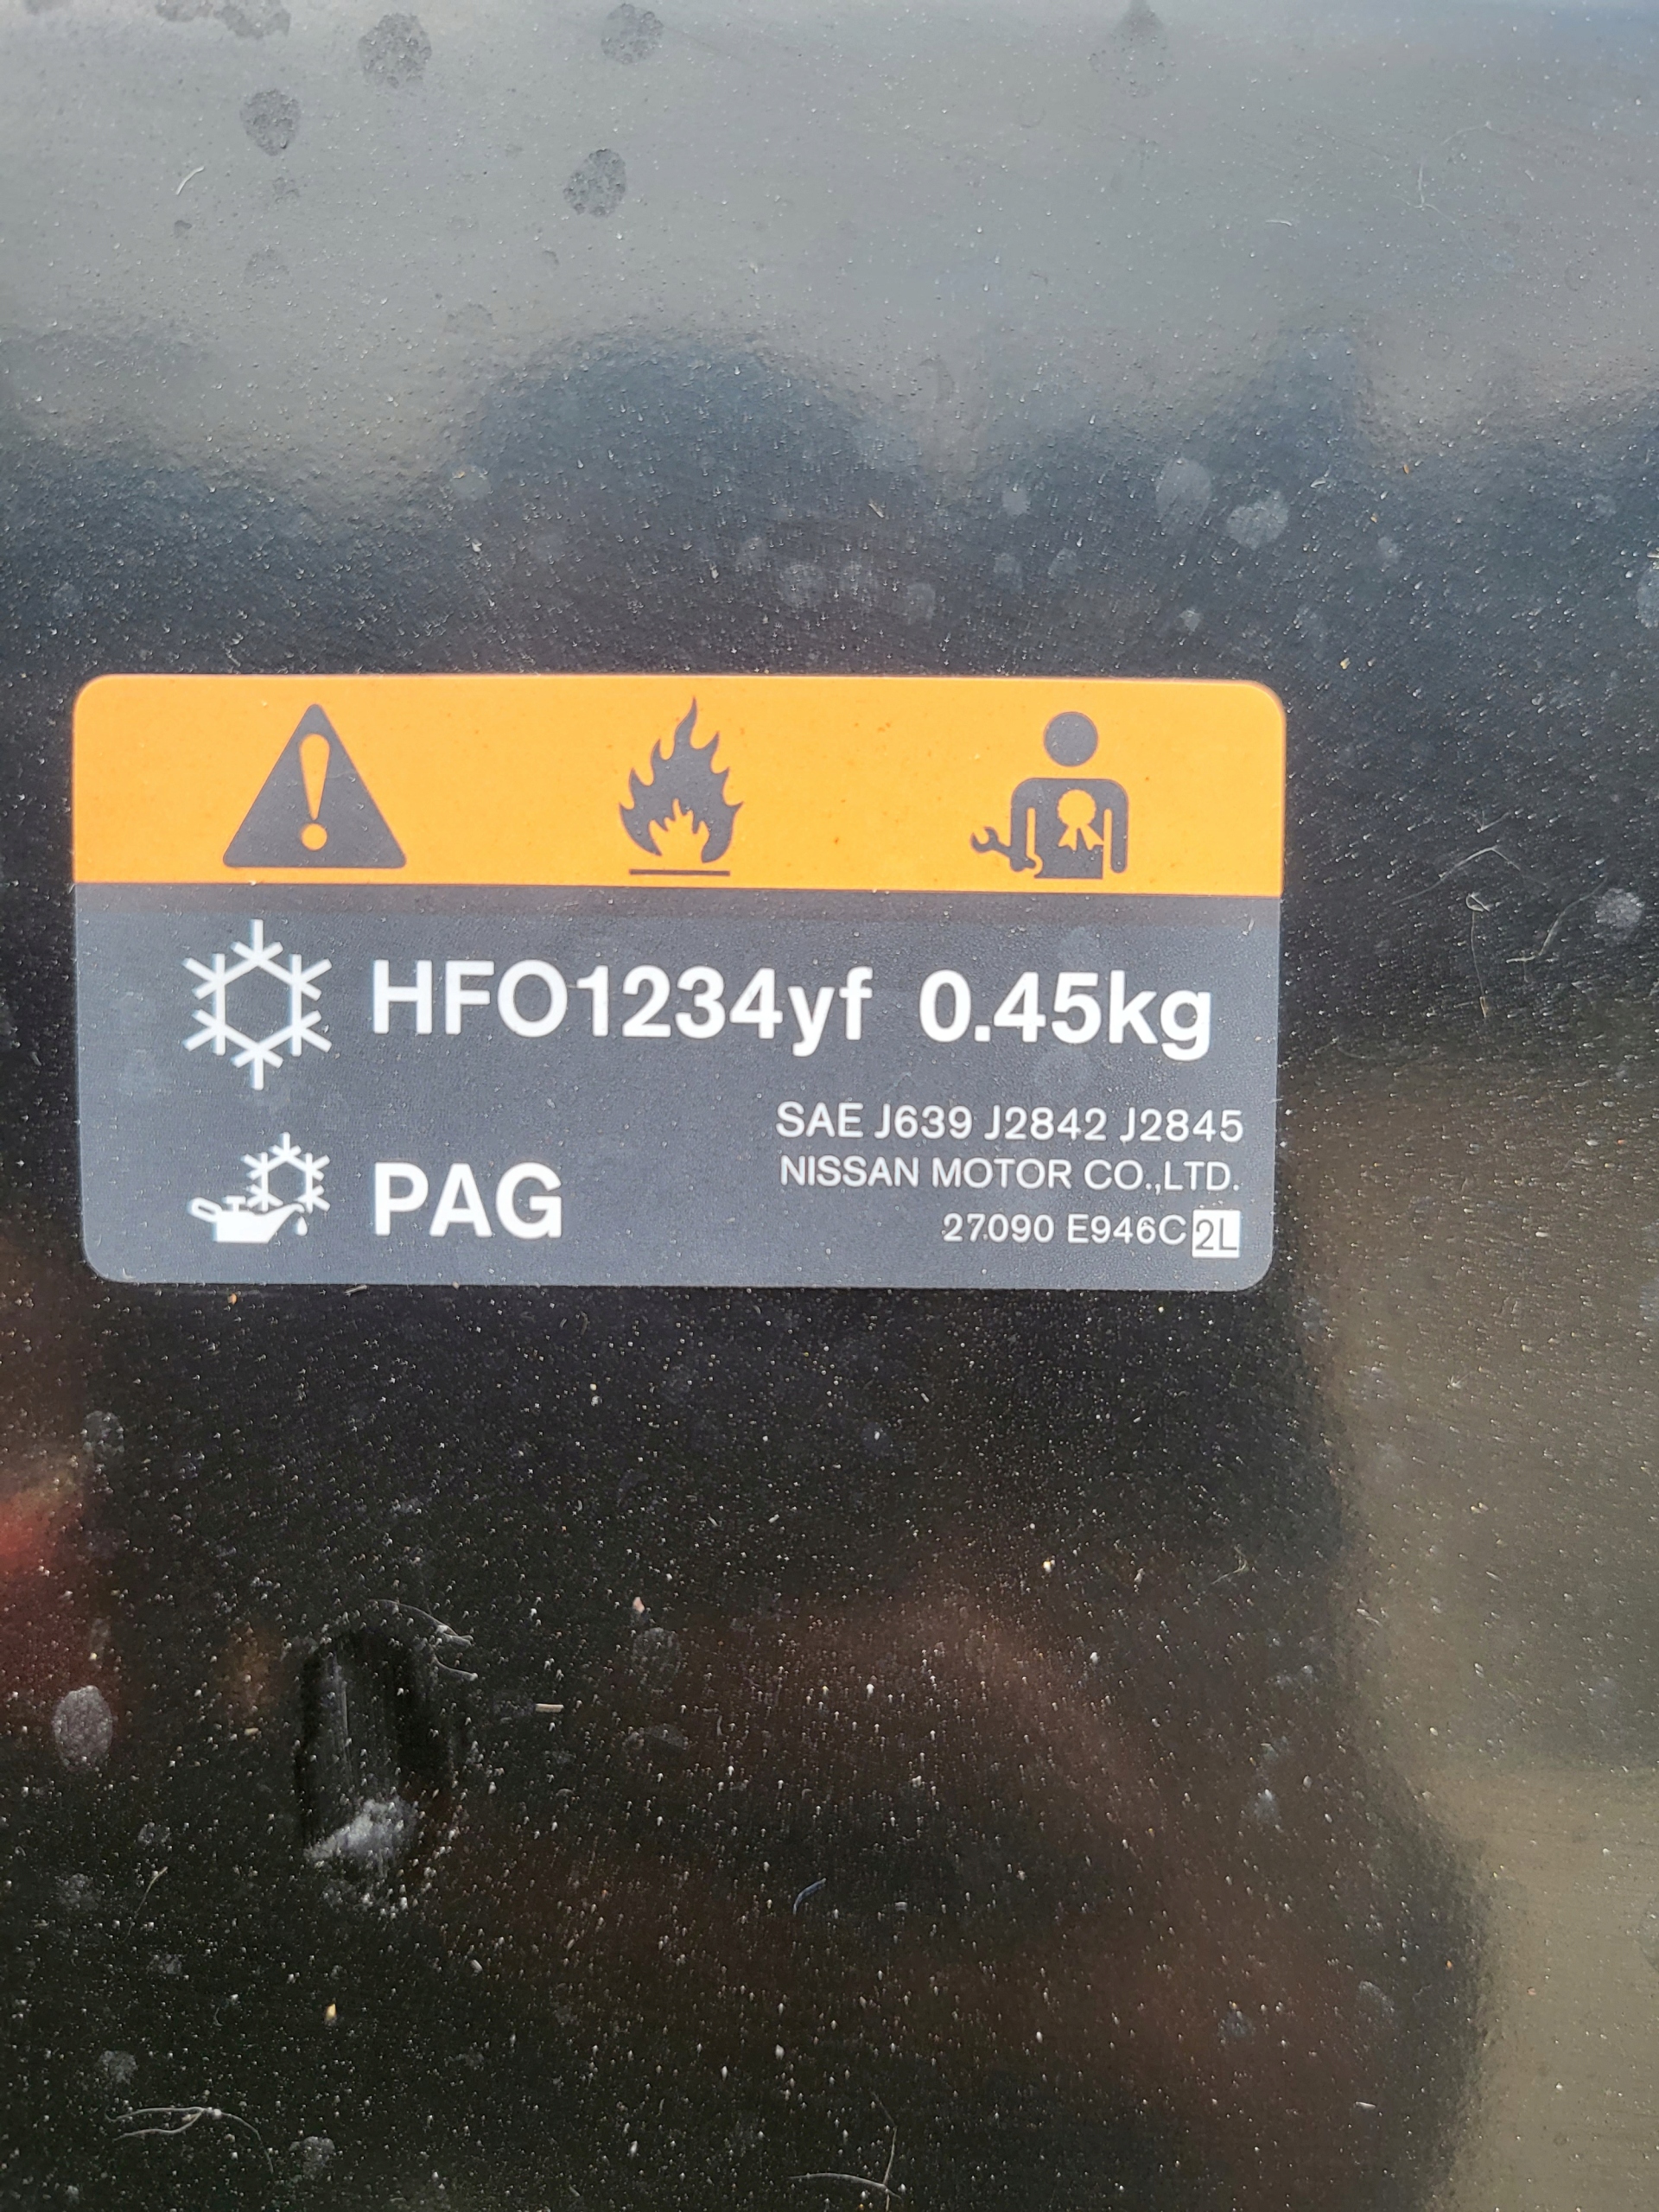 HFO1234yf 0.45kg
SAE J639 J2842 J2845
NISSAN MOTOR CO.,LTD.
PAG
27090 E946C 2L